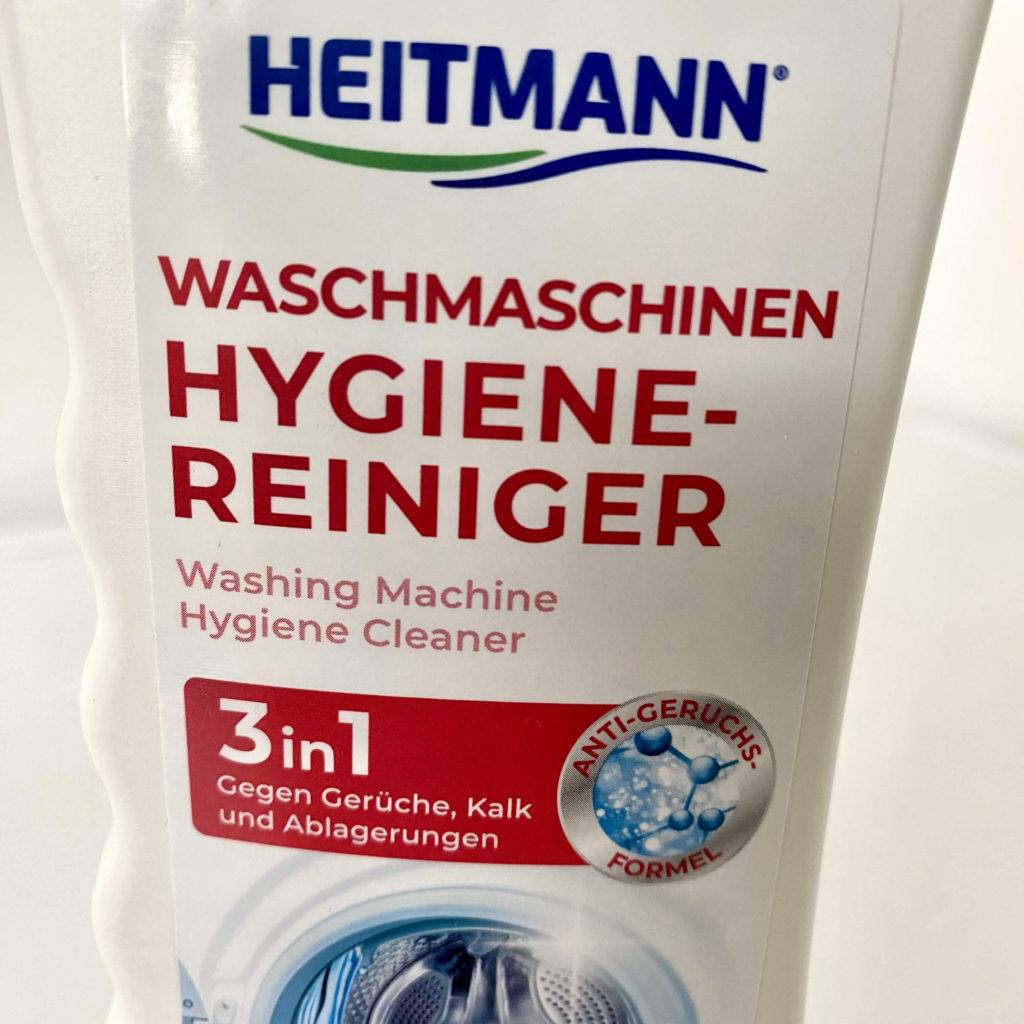 HEITMANN®
WASCHMASCHINEN
HYGIENE-
REINIGER
Washing Machine
Hygiene Cleaner
3in1
Gegen Gerüche, Kalk
und Ablagerungen
ANTI-GERUCHS-
FORMEL